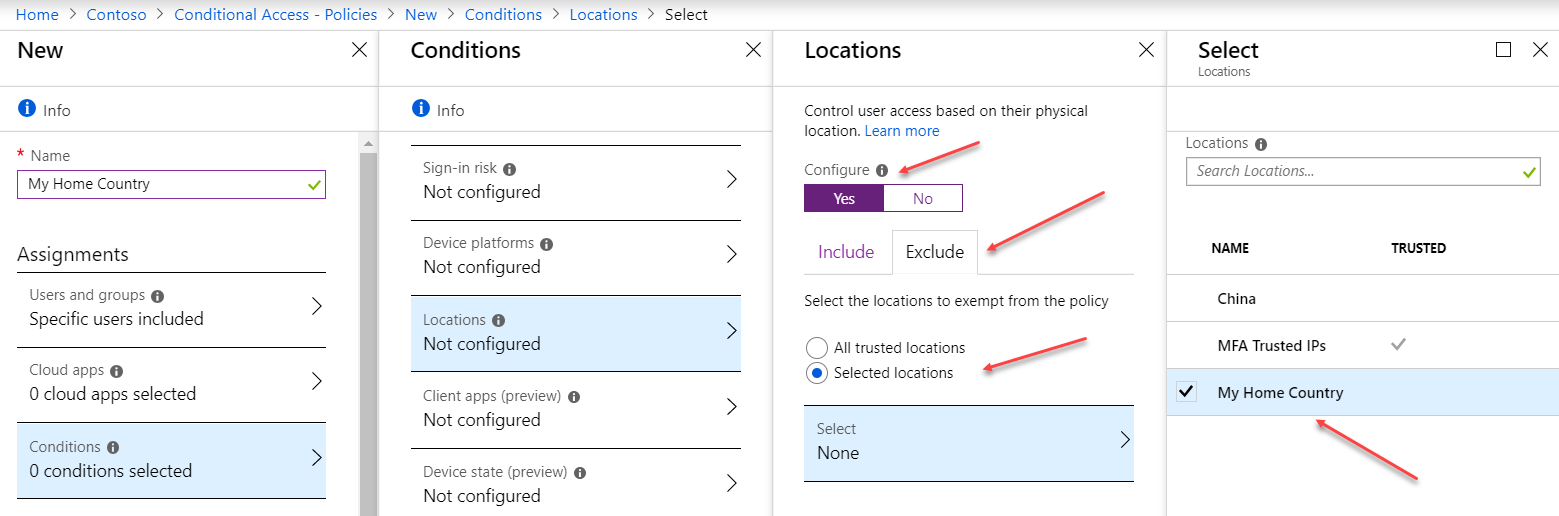 Home > Contoso > Conditional Access - Policies > New > Conditions > Locations > Select
New
Info
* Name
My Home Country
Assignments
Users and groups
Specific users included
Cloud apps
0 cloud apps selected
Conditions
0 conditions selected
Conditions
Info
Sign-in risk
Not configured
Device platforms
Not configured
Locations
Not configured
Client apps (preview)
Not configured
Device state (preview)
Not configured
Locations
Control user access based on their physical
location. Learn more
Configure
Yes No
Include Exclude
Select the locations to exempt from the policy
All trusted locations
Selected locations
Select
None
Select
Locations
Locations
Search Locations...
NAME TRUSTED
China
MFA Trusted IPs
My Home Country